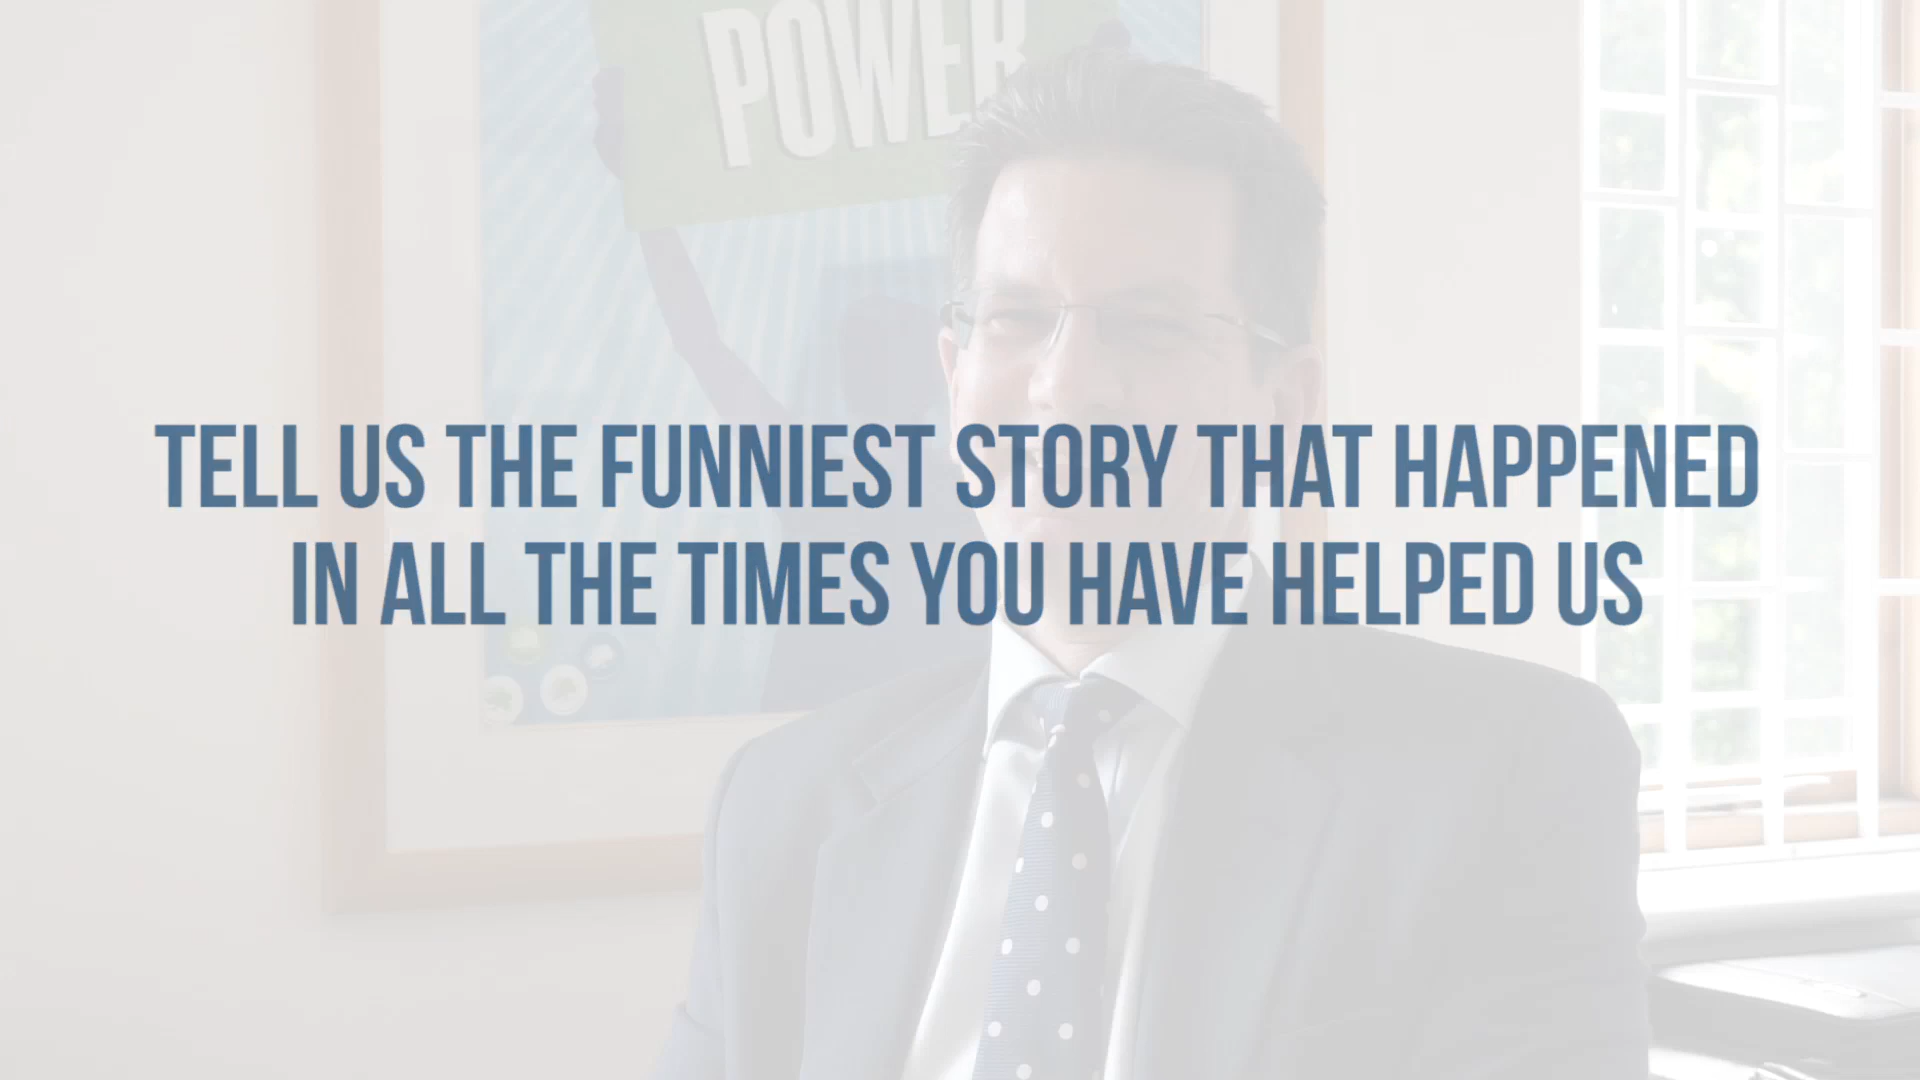 POWER
TELL US THE FUNNIEST STORY THAT HAPPENED
IN ALL THE TIMES YOU HAVE HELPED US